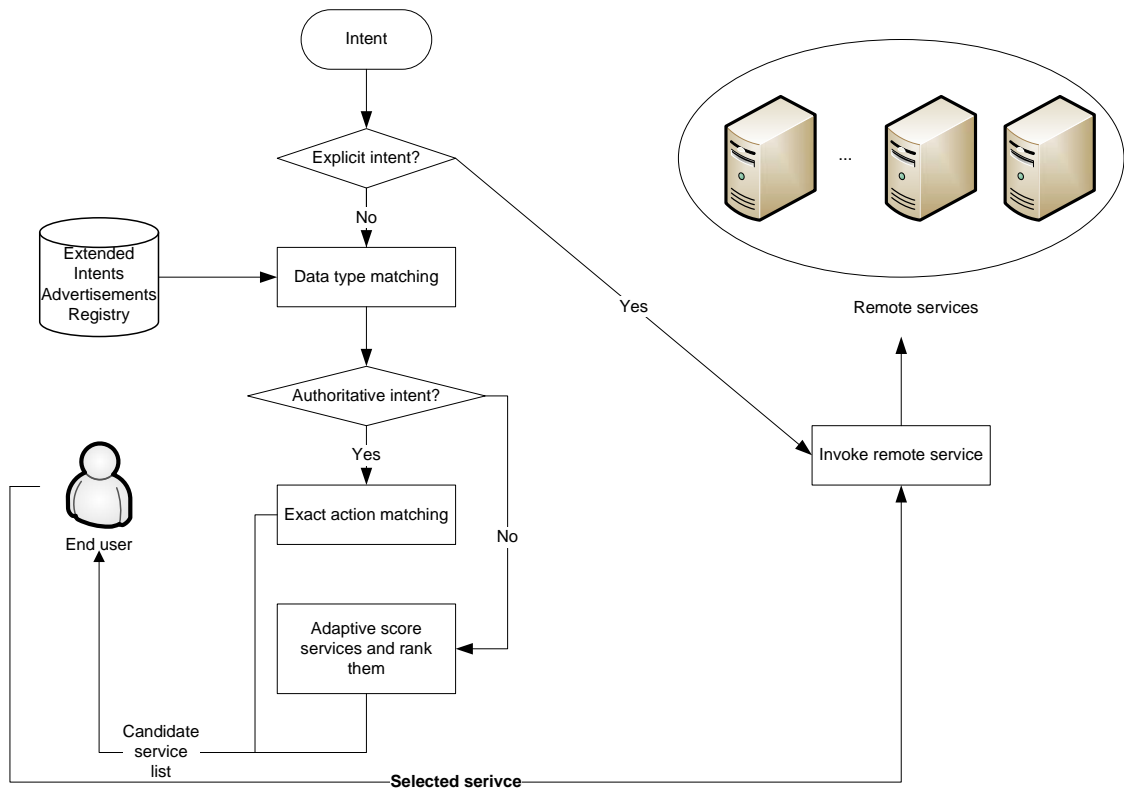 Intent
Explicit intent?
...
No
Extended
Intents
Advertisements
Registry
Data type matching
Yes
Remote services
Authoritative intent?
Yes
Invoke remote service
Exact action matching
End user
No
Adaptive score
services and rank
them
Candidate
service
list
Selected serivce